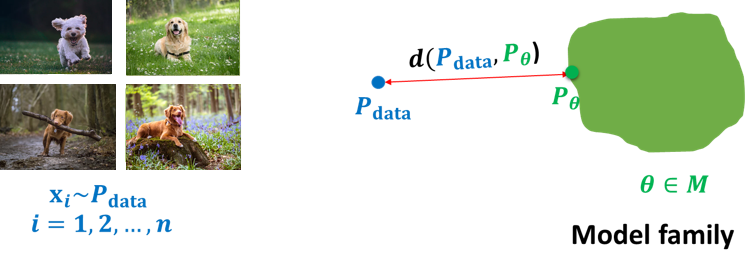 d(P_data, P_θ)
P_data
P_θ
x_i~P_data
i = 1, 2, ..., n
θ ∈ M
Model family